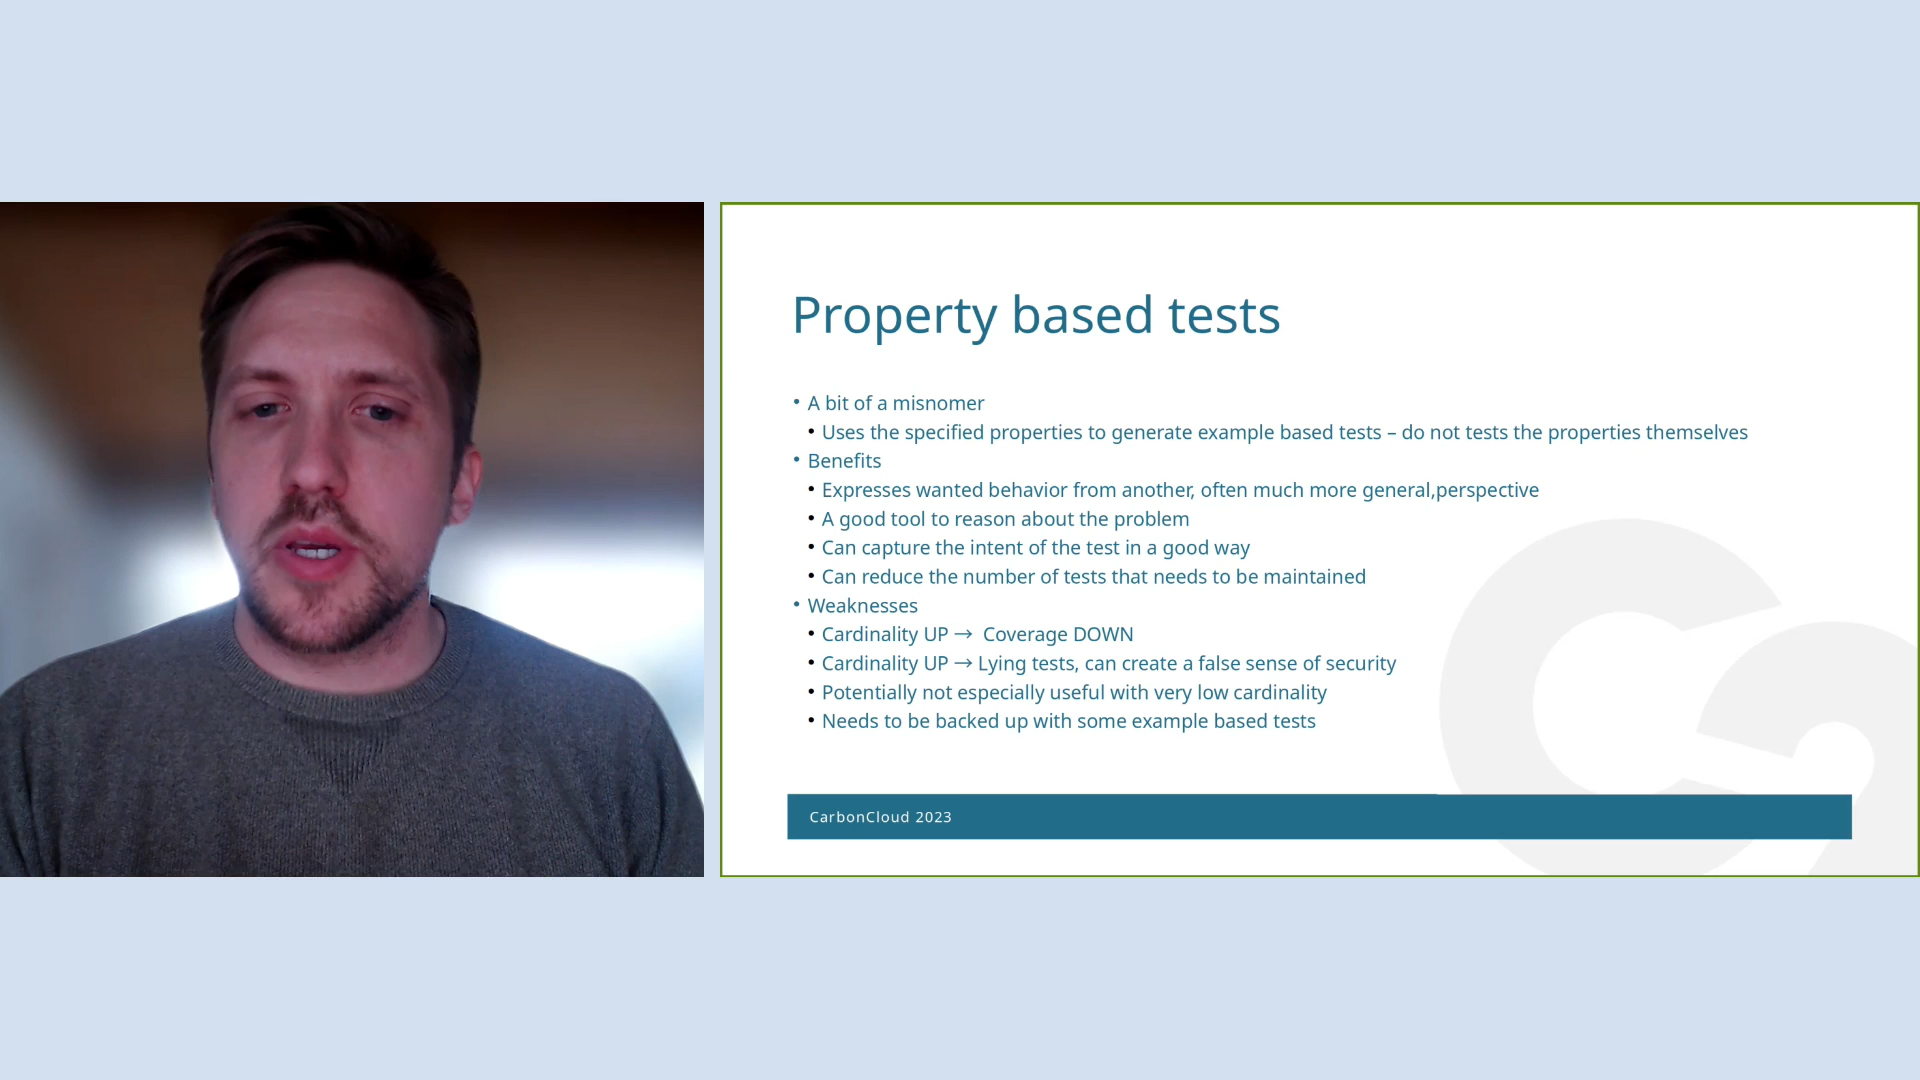 Property based tests
• A bit of a misnomer
• Uses the specified properties to generate example based tests – do not tests the properties themselves
• Benefits
• Expresses wanted behavior from another, often much more general,perspective
• A good tool to reason about the problem
• Can capture the intent of the test in a good way
• Can reduce the number of tests that needs to be maintained
• Weaknesses
• Cardinality UP → Coverage DOWN
• Cardinality UP → Lying tests, can create a false sense of security
• Potentially not especially useful with very low cardinality
• Needs to be backed up with some example based tests
CarbonCloud 2023